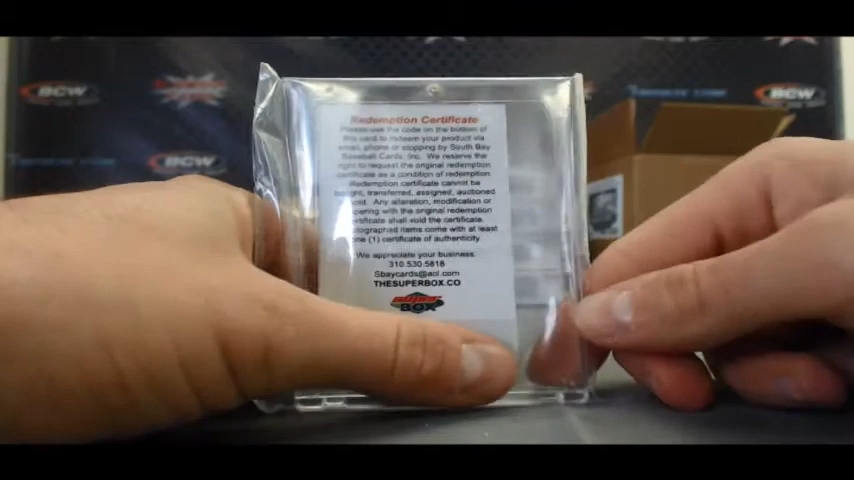 BCW
BCW
BCW
Redemption Certificate
Please use the code on the bottom of
this card to redeem your product via
email, phone or stopping by South Bay
Baseball Cards, Inc. We reserve the
right to request the original redemption
certificate as a condition of redemption.
Redemption certificate cannot be
bought, transferred, assigned, auctioned
sold. Any alteration, modification or
tampering with the original redemption
certificate shall void the certificate.
Autographed items come with at least
one (1) certificate of authenticity.
We appreciate your business.
310.530.5818
Sbaycards@aol.com
THESUPERBOX.CO
SUPER
BOX